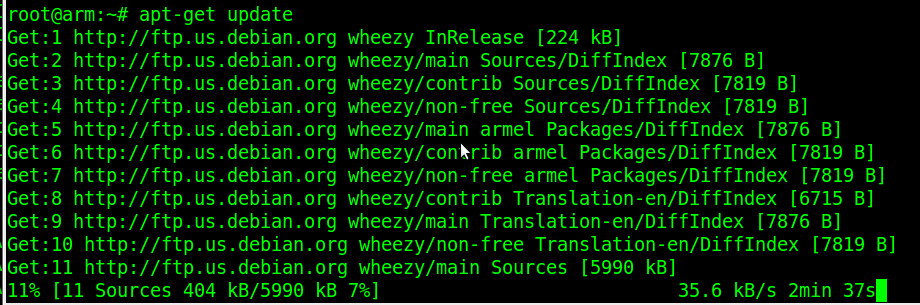 root@arm:~# apt-get update
Get:1 http://ftp.us.debian.org wheezy InRelease [224 kB]
Get:2 http://ftp.us.debian.org wheezy/main Sources/DiffIndex [7876 B]
Get:3 http://ftp.us.debian.org wheezy/contrib Sources/DiffIndex [7819 B]
Get:4 http://ftp.us.debian.org wheezy/non-free Sources/DiffIndex [7819 B]
Get:5 http://ftp.us.debian.org wheezy/main armel Packages/DiffIndex [7876 B]
Get:6 http://ftp.us.debian.org wheezy/contrib armel Packages/DiffIndex [7819 B]
Get:7 http://ftp.us.debian.org wheezy/non-free armel Packages/DiffIndex [7819 B]
Get:8 http://ftp.us.debian.org wheezy/contrib Translation-en/DiffIndex [6715 B]
Get:9 http://ftp.us.debian.org wheezy/main Translation-en/DiffIndex [7876 B]
Get:10 http://ftp.us.debian.org wheezy/non-free Translation-en/DiffIndex [7819 B]
Get:11 http://ftp.us.debian.org wheezy/main Sources [5990 kB]
11% [11 Sources 404 kB/5990 kB 7%] 35.6 kB/s 2min 37s